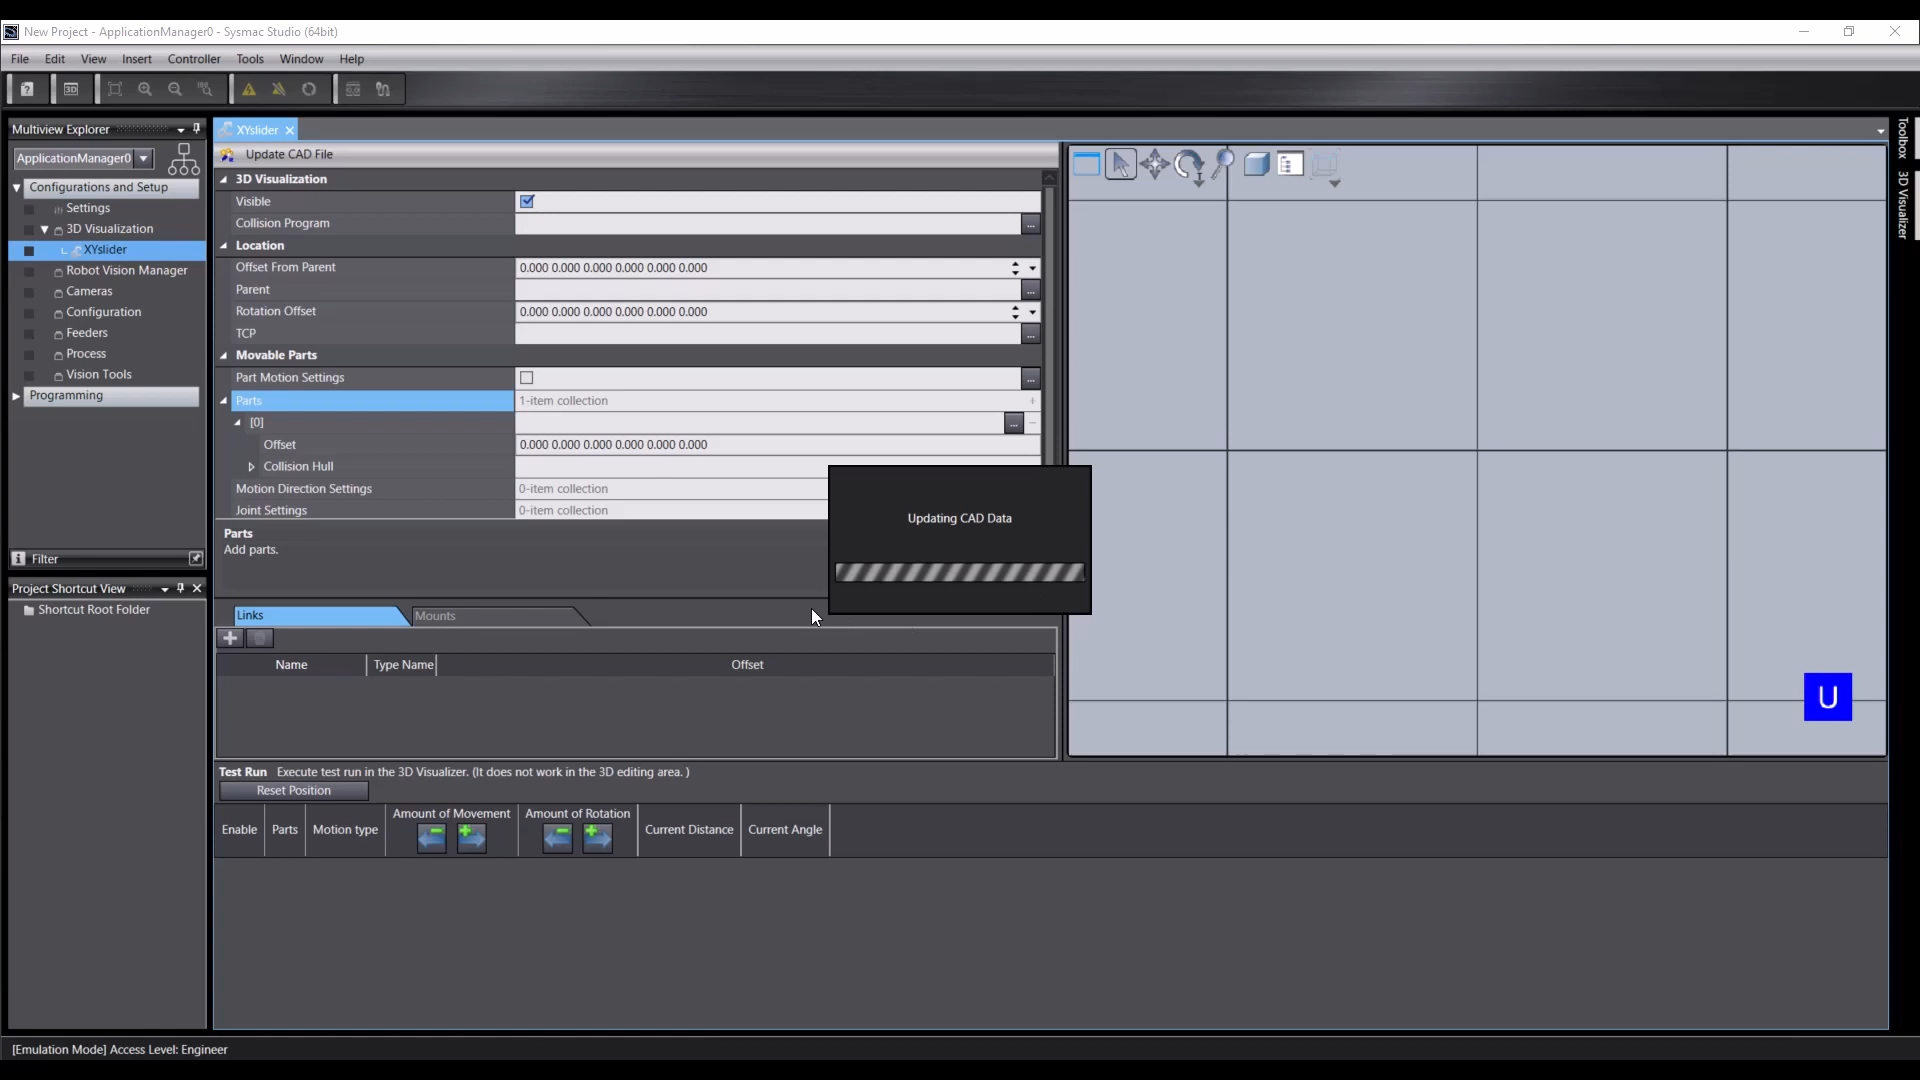 New Project - ApplicationManager0 - Sysmac Studio (64bit)
File Edit View Insert Controller Tools Window Help
3D
Multiview Explorer
ApplicationManager0
Configurations and Setup
Settings
3D Visualization
XYslider
Robot Vision Manager
Cameras
Configuration
Feeders
Process
Vision Tools
Programming
Filter
Project Shortcut View
Shortcut Root Folder
XYslider
Update CAD File
3D Visualization
Visible
Collision Program ...
Location
Offset From Parent 0.000 0.000 0.000 0.000 0.000 0.000
Parent ...
Rotation Offset 0.000 0.000 0.000 0.000 0.000 0.000
TCP ...
Movable Parts
Part Motion Settings ...
Parts 1-item collection +
[0] ... −
Offset 0.000 0.000 0.000 0.000 0.000 0.000
Collision Hull
Motion Direction Settings 0-item collection
Joint Settings 0-item collection
Parts
Add parts.
Updating CAD Data
Links Mounts
Name Type Name Offset
Test Run Execute test run in the 3D Visualizer. (It does not work in the 3D editing area. )
Reset Position
Enable Parts Motion type Amount of Movement Amount of Rotation Current Distance Current Angle
U
Toolbox
3D Visualizer
[Emulation Mode] Access Level: Engineer